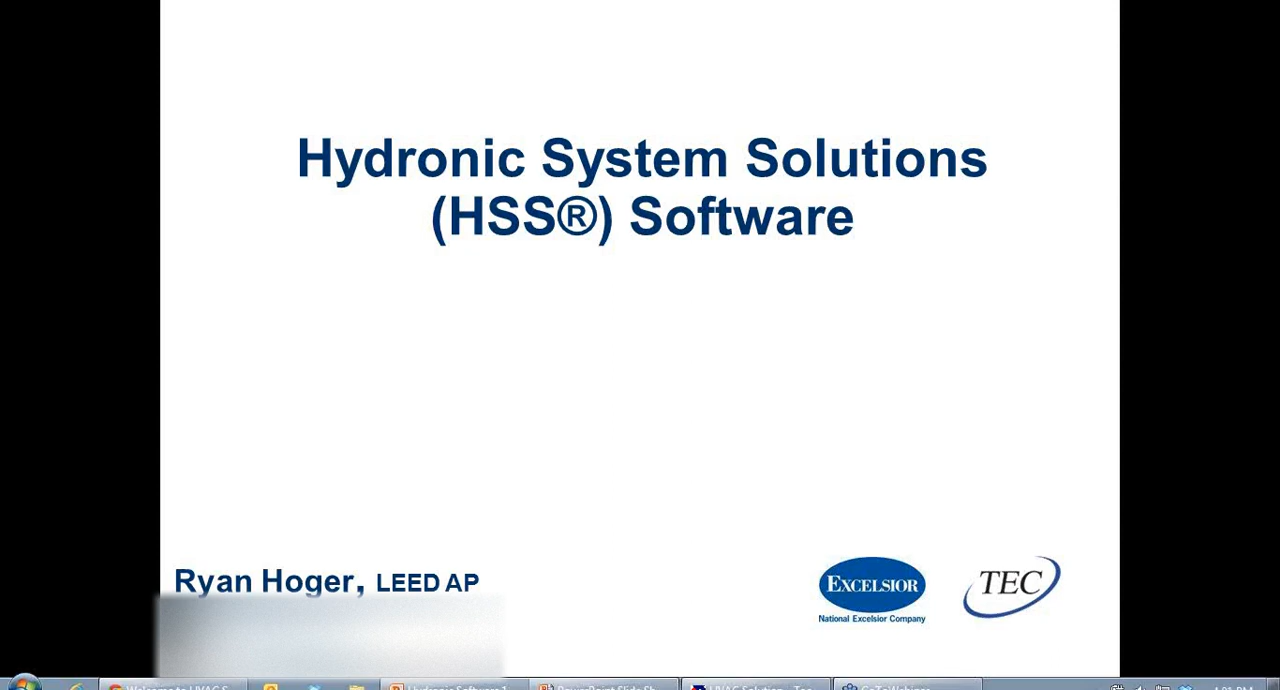 Hydronic System Solutions
(HSS®) Software
Ryan Hoger, LEED AP
EXCELSIOR
National Excelsior Company
TEC